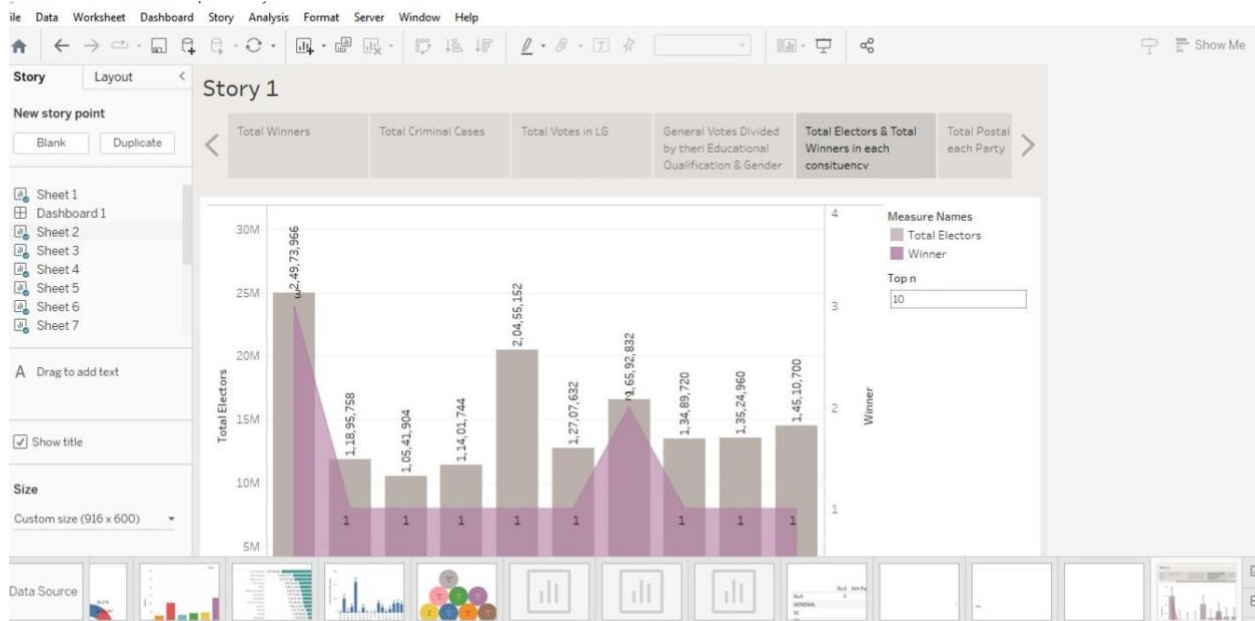 ile Data Worksheet Dashboard Story Analysis Format Server Window Help
Show Me
Story Layout
New story point
Blank Duplicate
Sheet 1
Dashboard 1
Sheet 2
Sheet 3
Sheet 4
Sheet 5
Sheet 6
Sheet 7
A Drag to add text
Show title
Size
Custom size (916 x 600)
Story 1
Total Winners
Total Criminal Cases
Total Votes in LG
General Votes Divided
by theri Educational
Qualification & Gender
Total Electors & Total
Winners in each
consituency
Total Postal
each Party
Total Electors
30M
25M
20M
15M
10M
5M
2,49,73,966
1,18,95,758
1,05,41,904
1,14,01,744
2,04,55,152
1,27,07,632
1,65,92,832
1,34,89,720
1,35,24,960
1,45,10,700
3
1
1
1
1
1
2
1
1
1
4
3
2
1
Winner
Measure Names
Total Electors
Winner
Top n
10
Data Source
GENERAL
SC